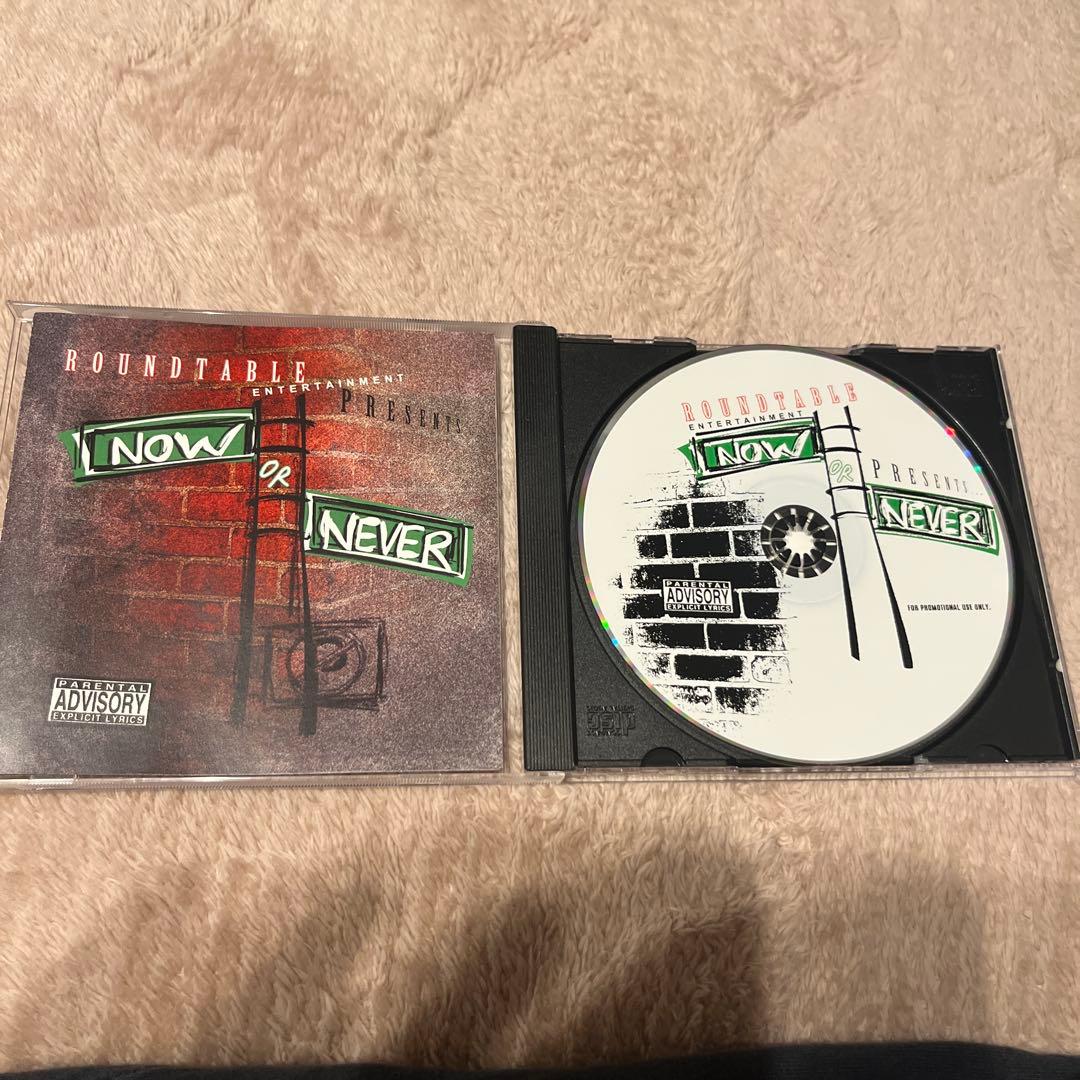 ROUNDTABLE
ENTERTAINMENT
PRESENTS...
NOW
OR
NEVER
PARENTAL
ADVISORY
EXPLICIT LYRICS
ROUNDTABLE
ENTERTAINMENT
NOW
OR
PRESENTS...
NEVER
PARENTAL
ADVISORY
EXPLICIT LYRICS
FOR PROMOTIONAL USE ONLY.
disc